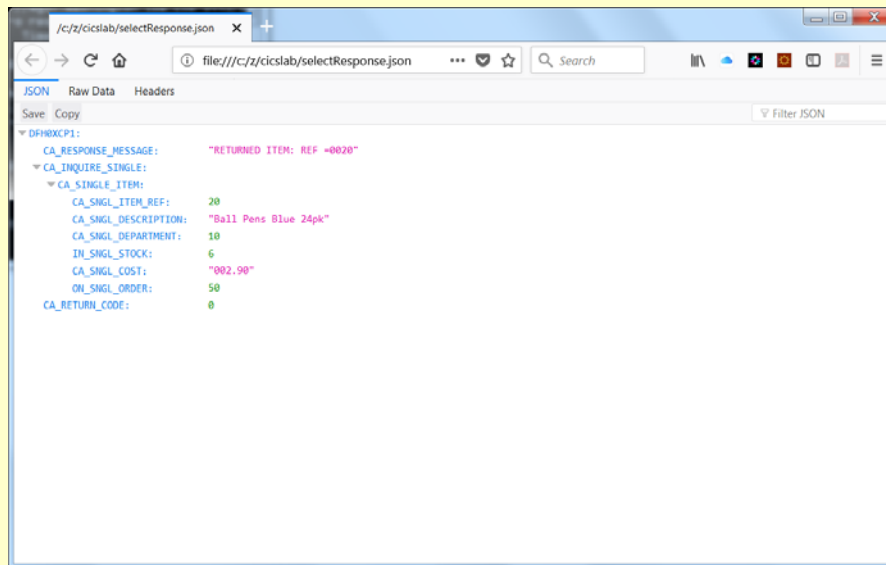 /c:/z/cicslab/selectResponse.json
file:///c:/z/cicslab/selectResponse.json
Search
JSON Raw Data Headers
Save Copy
Filter JSON
DFH0XCP1:
CA_RESPONSE_MESSAGE: "RETURNED ITEM: REF =0020"
CA_INQUIRE_SINGLE:
CA_SINGLE_ITEM:
CA_SNGL_ITEM_REF: 20
CA_SNGL_DESCRIPTION: "Ball Pens Blue 24pk"
CA_SNGL_DEPARTMENT: 10
IN_SNGL_STOCK: 6
CA_SNGL_COST: "002.90"
ON_SNGL_ORDER: 50
CA_RETURN_CODE: 0